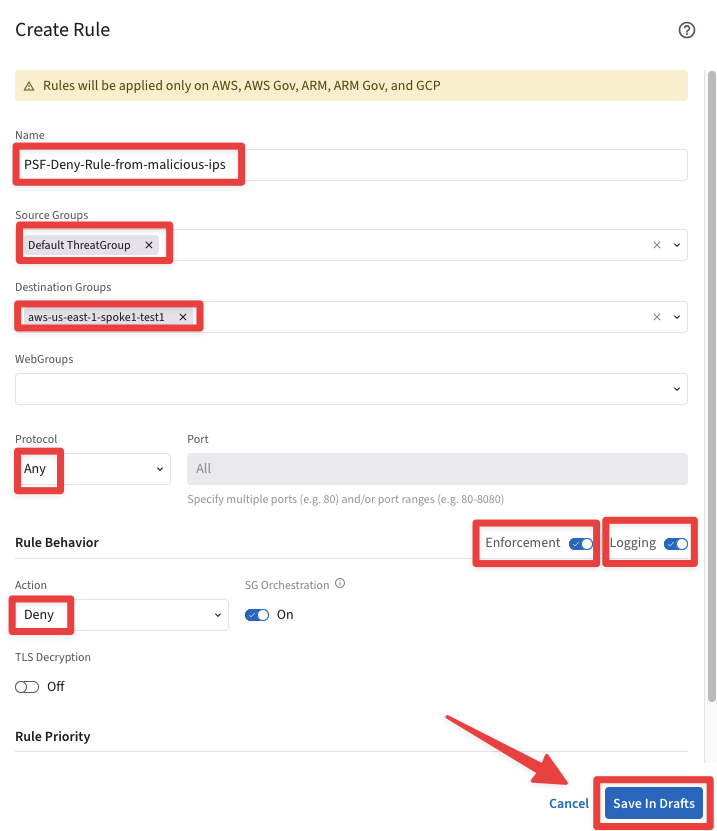 Create Rule
Rules will be applied only on AWS, AWS Gov, ARM, ARM Gov, and GCP
Name
PSF-Deny-Rule-from-malicious-ips
Source Groups
Default ThreatGroup
Destination Groups
aws-us-east-1-spoke1-test1
WebGroups
Protocol Port
Any All
Specify multiple ports (e.g. 80) and/or port ranges (e.g. 80-8080)
Rule Behavior Enforcement Logging
Action SG Orchestration
Deny On
TLS Decryption
Off
Rule Priority
Cancel Save In Drafts